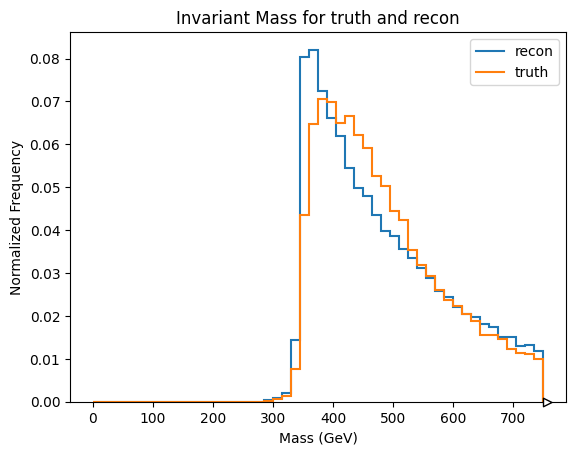 Invariant Mass for truth and recon
recon
truth
Normalized Frequency
0.08
0.07
0.06
0.05
0.04
0.03
0.02
0.01
0.00
0 100 200 300 400 500 600 700
Mass (GeV)